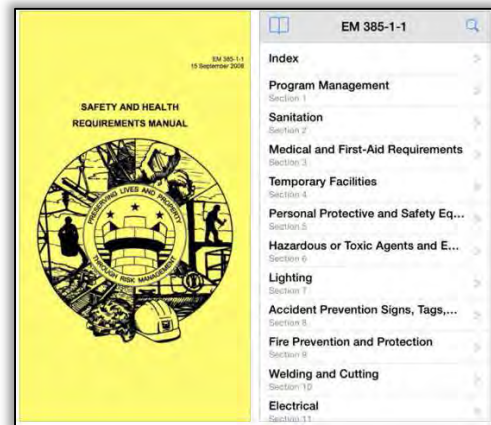 EM 385-1-1
15 September 2008
SAFETY AND HEALTH
REQUIREMENTS MANUAL
PRESERVING LIVES AND PROPERTY
THROUGH RISK MANAGEMENT
EM 385-1-1
Index
Program Management
Section 1
Sanitation
Section 2
Medical and First-Aid Requirements
Section 3
Temporary Facilities
Section 4
Personal Protective and Safety Eq...
Section 5
Hazardous or Toxic Agents and E...
Section 6
Lighting
Section 7
Accident Prevention Signs, Tags,...
Section 8
Fire Prevention and Protection
Section 9
Welding and Cutting
Section 10
Electrical
Section 11